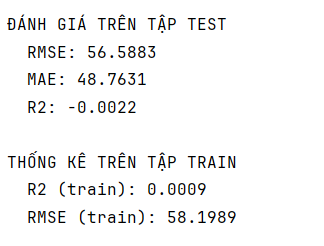 ĐÁNH GIÁ TRÊN TẬP TEST
RMSE: 56.5883
MAE: 48.7631
R2: -0.0022
THỐNG KÊ TRÊN TẬP TRAIN
R2 (train): 0.0009
RMSE (train): 58.1989